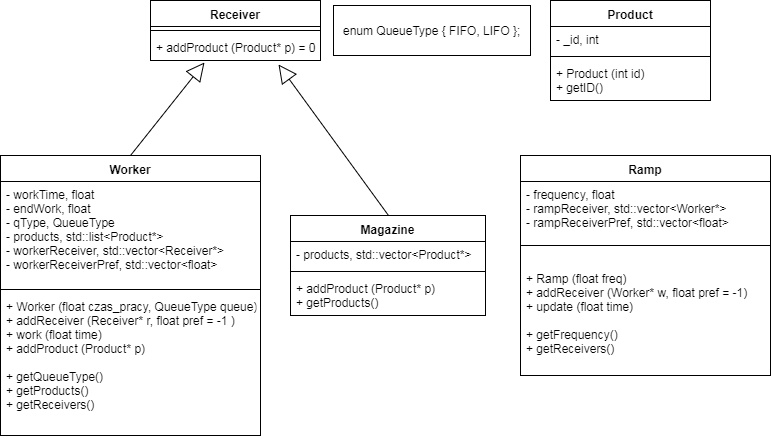 Receiver
+ addProduct (Product* p) = 0
enum QueueType { FIFO, LIFO };
Product
- _id, int
+ Product (int id)
+ getID()
Worker
- workTime, float
- endWork, float
- qType, QueueType
- products, std::list<Product*>
- workerReceiver, std::vector<Receiver*>
- workerReceiverPref, std::vector<float>
+ Worker (float czas_pracy, QueueType queue)
+ addReceiver (Receiver* r, float pref = -1 )
+ work (float time)
+ addProduct (Product* p)
+ getQueueType()
+ getProducts()
+ getReceivers()
Magazine
- products, std::vector<Product*>
+ addProduct (Product* p)
+ getProducts()
Ramp
- frequency, float
- rampReceiver, std::vector<Worker*>
- rampReceiverPref, std::vector<float>
+ Ramp (float freq)
+ addReceiver (Worker* w, float pref = -1)
+ update (float time)
+ getFrequency()
+ getReceivers()